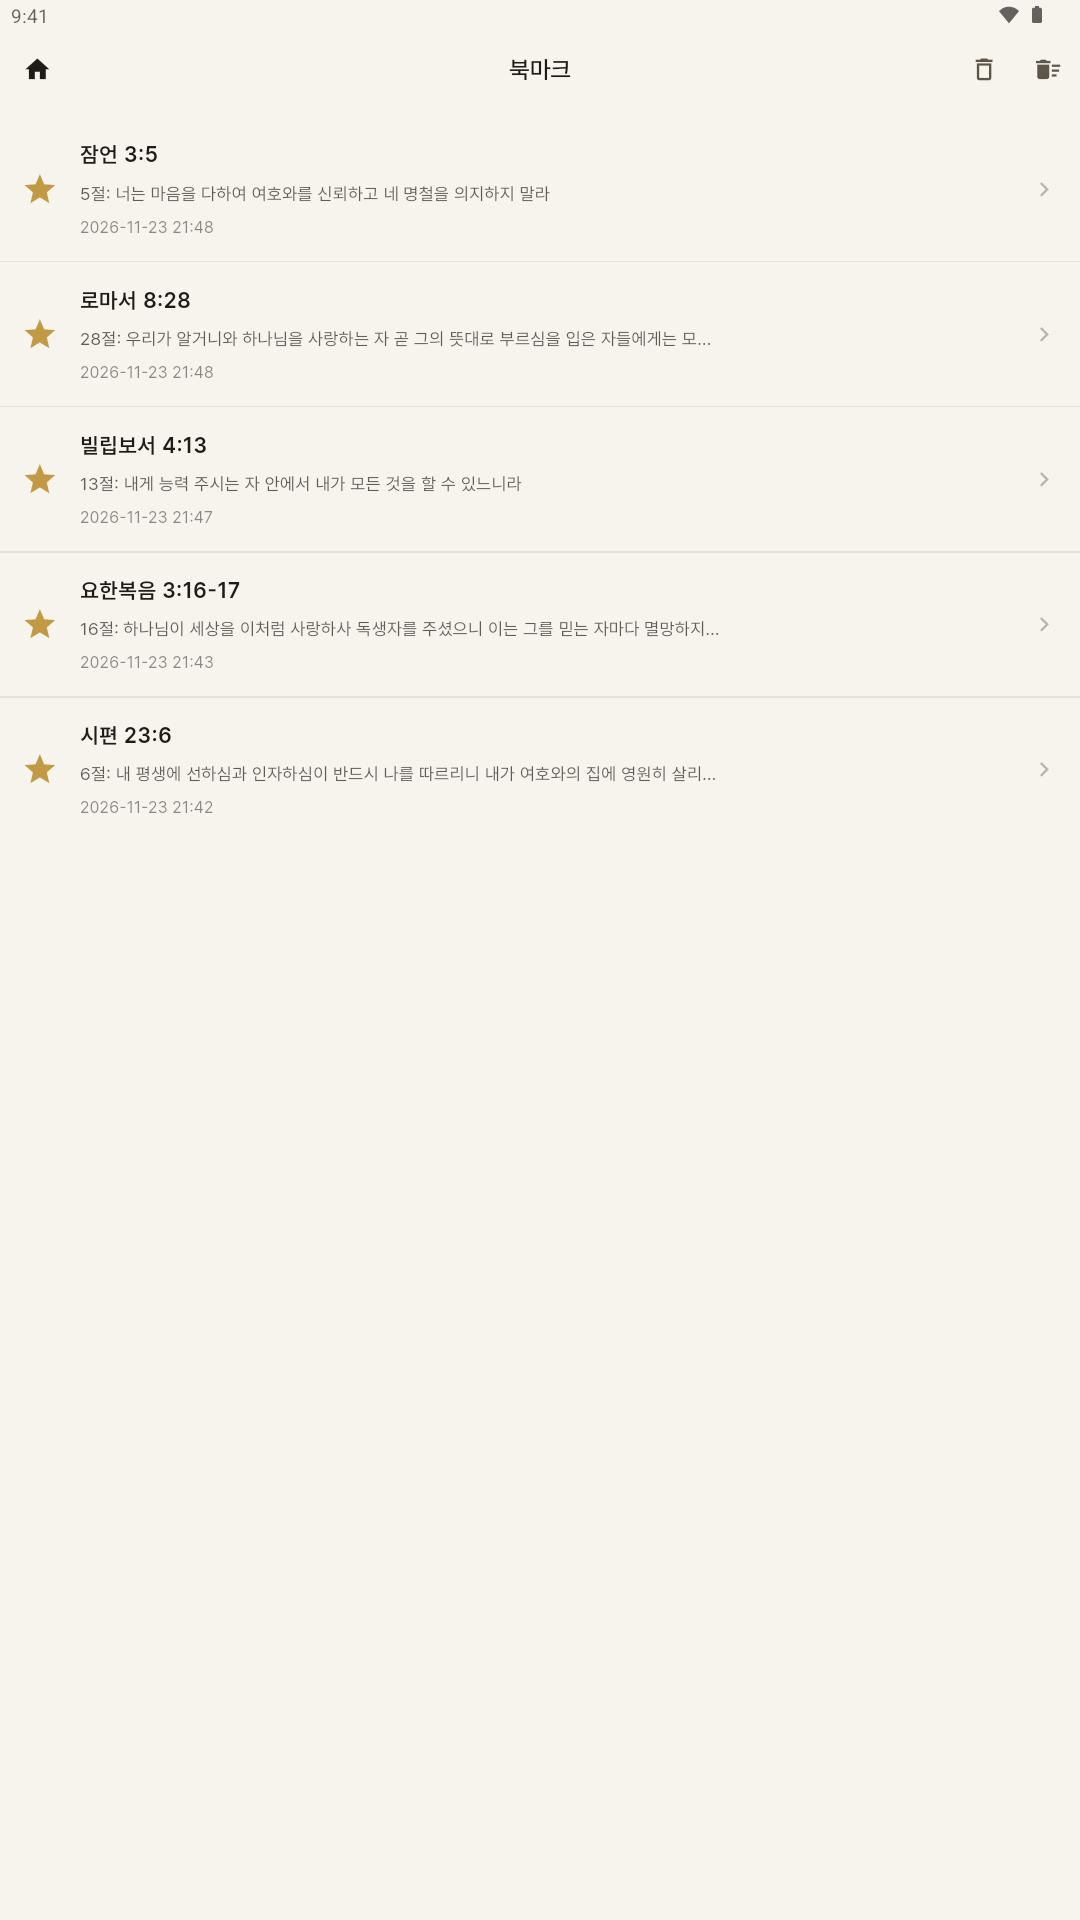 9:41
북마크
잠언 3:5
5절: 너는 마음을 다하여 여호와를 신뢰하고 네 명철을 의지하지 말라
2026-11-23 21:48
로마서 8:28
28절: 우리가 알거니와 하나님을 사랑하는 자 곧 그의 뜻대로 부르심을 입은 자들에게는 모...
2026-11-23 21:48
빌립보서 4:13
13절: 내게 능력 주시는 자 안에서 내가 모든 것을 할 수 있느니라
2026-11-23 21:47
요한복음 3:16-17
16절: 하나님이 세상을 이처럼 사랑하사 독생자를 주셨으니 이는 그를 믿는 자마다 멸망하지...
2026-11-23 21:43
시편 23:6
6절: 내 평생에 선하심과 인자하심이 반드시 나를 따르리니 내가 여호와의 집에 영원히 살리...
2026-11-23 21:42